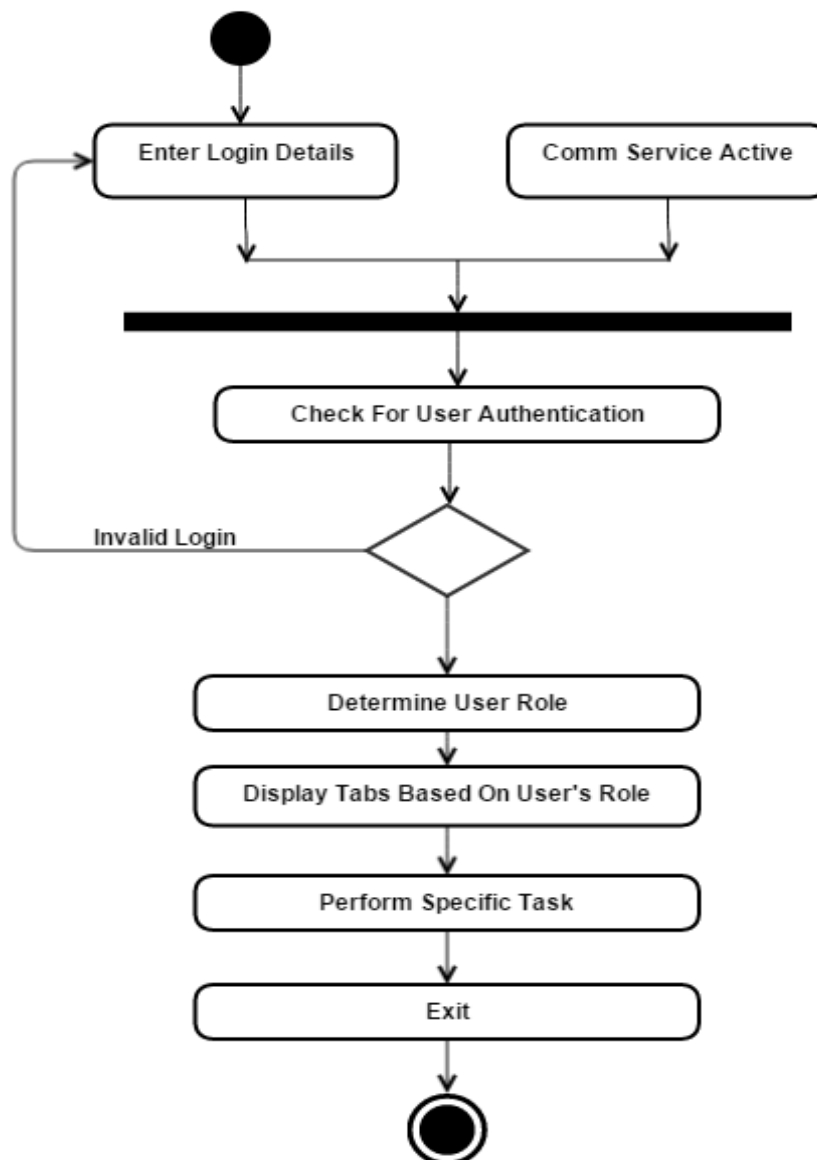 Enter Login Details
Comm Service Active
Check For User Authentication
Invalid Login
Determine User Role
Display Tabs Based On User's Role
Perform Specific Task
Exit